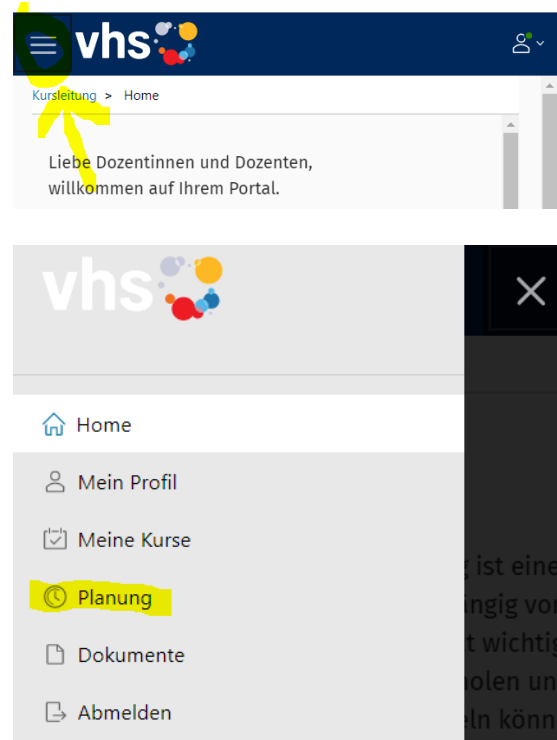 vhs
Kursleitung > Home
Liebe Dozentinnen und Dozenten,
willkommen auf Ihrem Portal.
vhs
Home
Mein Profil
Meine Kurse
Planung
Dokumente
Abmelden
ist eine
ngig vo
t wichtig
olen un
ln könn